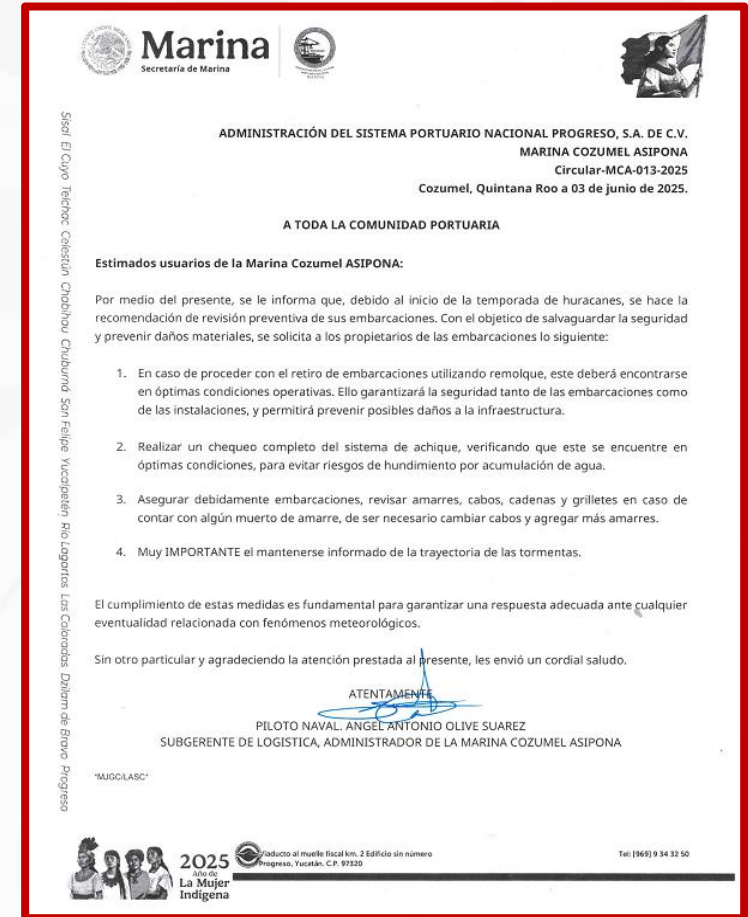 Marina
Secretaría de Marina
ADMINISTRACIÓN DEL SISTEMA PORTUARIO NACIONAL PROGRESO, S.A. DE C.V.
MARINA COZUMEL ASIPONA
Circular-MCA-013-2025
Cozumel, Quintana Roo a 03 de junio de 2025.
A TODA LA COMUNIDAD PORTUARIA
Estimados usuarios de la Marina Cozumel ASIPONA:
Por medio del presente, se le informa que, debido al inicio de la temporada de huracanes, se hace la
recomendación de revisión preventiva de sus embarcaciones. Con el objetico de salvaguardar la seguridad
y prevenir daños materiales, se solicita a los propietarios de las embarcaciones lo siguiente:
1. En caso de proceder con el retiro de embarcaciones utilizando remolque, este deberá encontrarse
en óptimas condiciones operativas. Ello garantizará la seguridad tanto de las embarcaciones como
de las instalaciones, y permitirá prevenir posibles daños a la infraestructura.
2. Realizar un chequeo completo del sistema de achique, verificando que este se encuentre en
óptimas condiciones, para evitar riesgos de hundimiento por acumulación de agua.
3. Asegurar debidamente embarcaciones, revisar amarres, cabos, cadenas y grilletes en caso de
contar con algún muerto de amarre, de ser necesario cambiar cabos y agregar más amarres.
4. Muy IMPORTANTE el mantenerse informado de la trayectoria de las tormentas.
El cumplimiento de estas medidas es fundamental para garantizar una respuesta adecuada ante cualquier
eventualidad relacionada con fenómenos meteorológicos.
Sin otro particular y agradeciendo la atención prestada al presente, les envió un cordial saludo.
ATENTAMENTE
PILOTO NAVAL. ANGEL ANTONIO OLIVE SUAREZ
SUBGERENTE DE LOGISTICA, ADMINISTRADOR DE LA MARINA COZUMEL ASIPONA
"MJGC/LASC"
Sisal El Cuyo Telchac Celestún Chabihau Chuburná San Felipe Yucalpetén Rio Lagartos Las Coloradas Dzilam de Bravo Progreso
2025
Año de
La Mujer
Indígena
Viaducto al muelle fiscal km. 2 Edificio sin número
Progreso, Yucatán. C.P. 97320
Tel: [969] 9 34 32 50